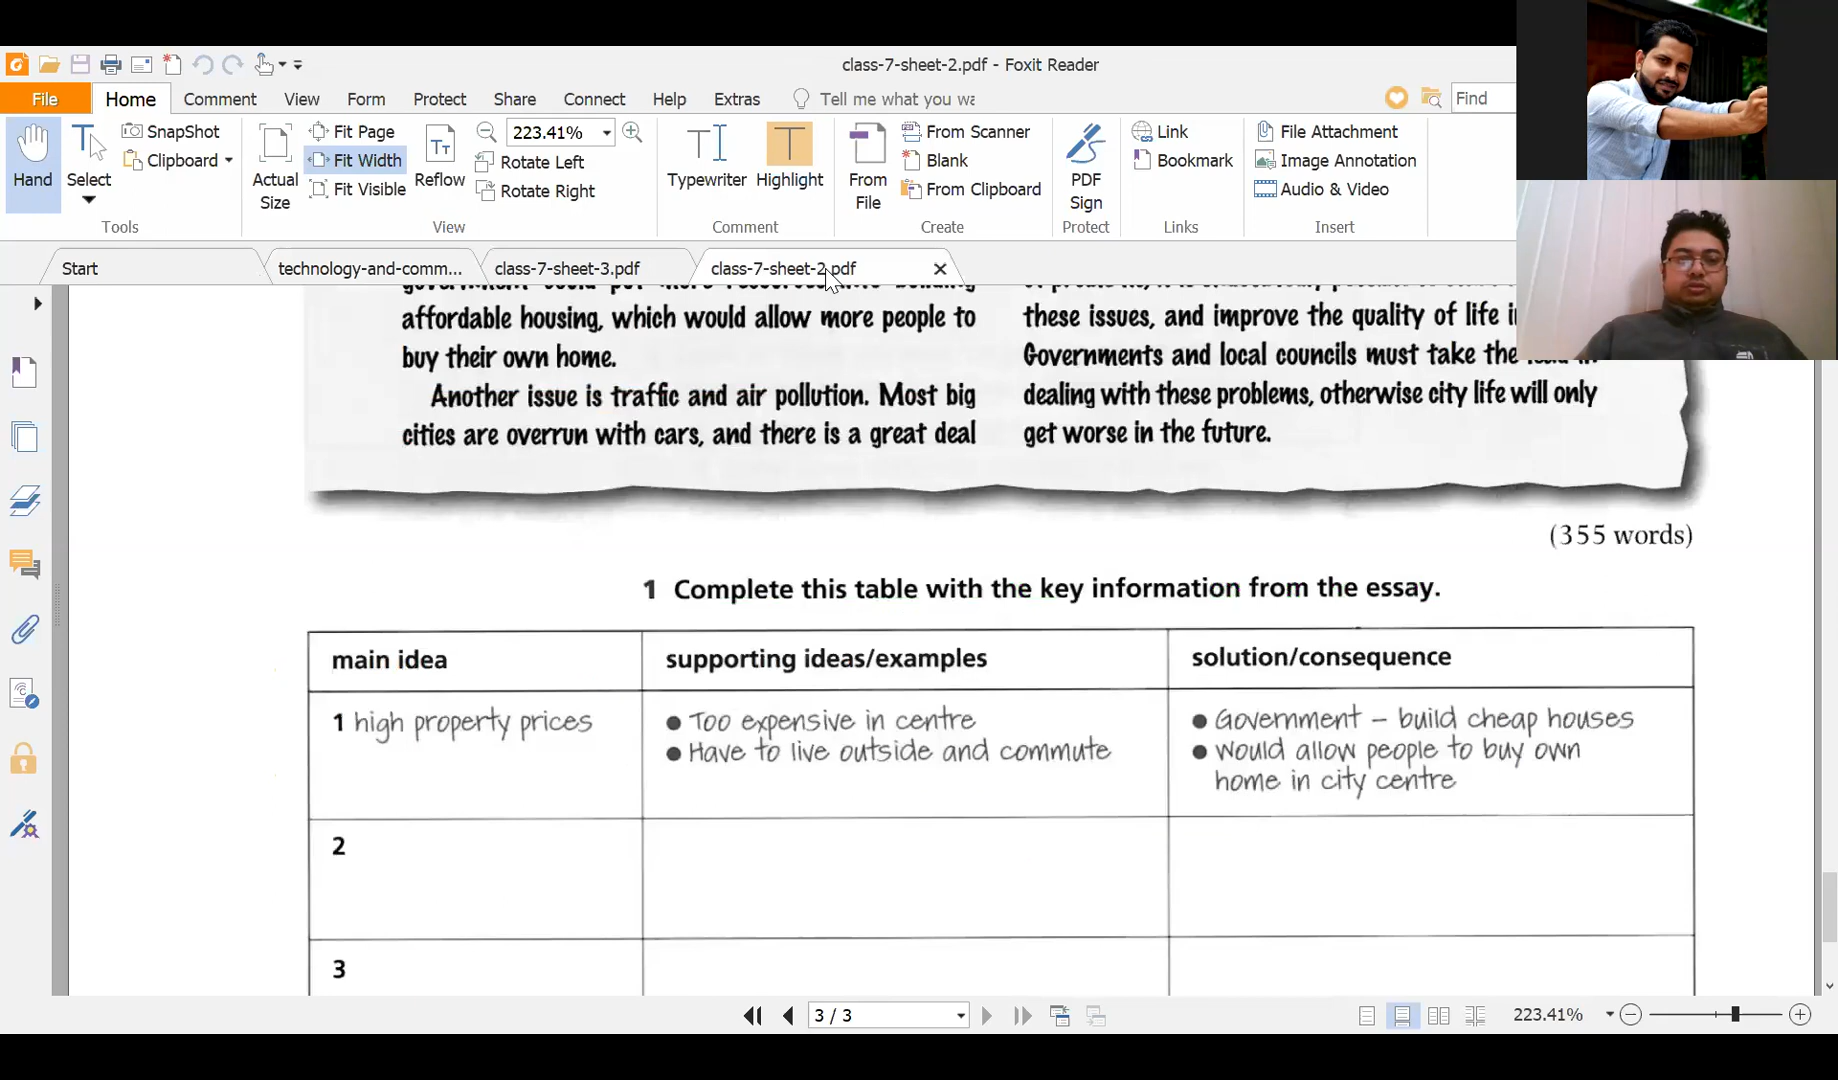 class-7-sheet-2.pdf - Foxit Reader
File Home Comment View Form Protect Share Connect Help Extras Tell me what you wa Find
Hand
Select
SnapShot
Clipboard
Tools
Actual Size
Fit Page
Fit Width
Fit Visible
Reflow
223.41%
Rotate Left
Rotate Right
View
Typewriter
Highlight
Comment
From File
From Scanner
Blank
From Clipboard
Create
PDF Sign
Protect
Link
Bookmark
Links
File Attachment
Image Annotation
Audio & Video
Insert
Start technology-and-comm... class-7-sheet-3.pdf class-7-sheet-2.pdf
affordable housing, which would allow more people to
buy their own home.
Another issue is traffic and air pollution. Most big
cities are overrun with cars, and there is a great deal
these issues, and improve the quality of life
Governments and local councils must take the
dealing with these problems, otherwise city life will only
get worse in the future.
(355 words)
1 Complete this table with the key information from the essay.
main idea
supporting ideas/examples
solution/consequence
1 high property prices
● Too expensive in centre
● Have to live outside and commute
● Government – build cheap houses
● would allow people to buy own
home in city centre
2
3
3 / 3
223.41%